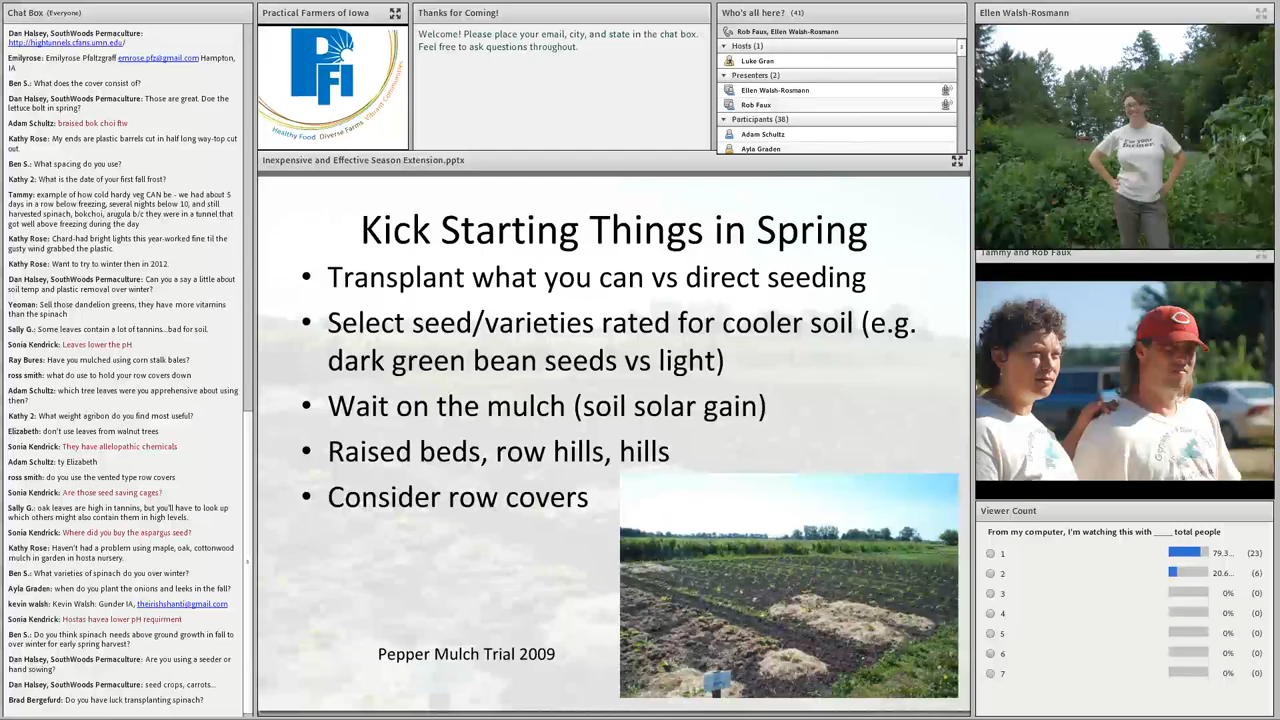 Chat Box (Everyone)
Dan Halsey, SouthWoods Permaculture:
http://hightunnels.cfans.umn.edu/
Emilyrose: Emilyrose Pfaltzgraff emrose.pfz@gmail.com Hampton,
IA
Ben S.: What does the cover consist of?
Dan Halsey, SouthWoods Permaculture: Those are great. Doe the
lettuce bolt in spring?
Adam Schultz: braised bok choi ftw
Kathy Rose: My ends are plastic barrels cut in half long way-top cut
out.
Ben S.: What spacing do you use?
Kathy 2: What is the date of your first fall frost?
Tammy: example of how cold hardy veg CAN be - we had about 5
days in a row below freezing, several nights below 10, and still
harvested spinach, bokchoi, arugula b/c they were in a tunnel that
got well above freezing during the day
Kathy Rose: Chard-had bright lights this year-worked fine til the
gusty wind grabbed the plastic.
Kathy Rose: Want to try to winter then in 2012.
Dan Halsey, SouthWoods Permaculture: Can you a say a little about
soil temp and plastic removal over winter?
Yeoman: Sell those dandelion greens, they have more vitamins
than the spinach
Sally G.: Some leaves contain a lot of tannins...bad for soil.
Sonia Kendrick: Leaves lower the pH
Ray Bures: Have you mulched using corn stalk bales?
ross smith: what do use to hold your row covers down
Adam Schultz: which tree leaves were you apprehensive about using
then?
Kathy 2: What weight agribon do you find most useful?
Elizabeth: don't use leaves from walnut trees
Sonia Kendrick: They have allelopathic chemicals
Adam Schultz: ty Elizabeth
ross smith: do you use the vented type row covers
Sonia Kendrick: Are those seed saving cages?
Sally G.: oak leaves are high in tannins, but you'll have to look up
which others might also contain them in high levels.
Sonia Kendrick: Where did you buy the aspargus seed?
Kathy Rose: Haven't had a problem using maple, oak, cottonwood
mulch in garden in hosta nursery.
Ben S.: What varieties of spinach do you over winter?
Ayla Graden: when do you plant the onions and leeks in the fall?
kevin walsh: Kevin Walsh: Gunder IA, theirishshanti@gmail.com
Sonia Kendrick: Hostas havea lower pH requirment
Ben S.: Do you think spinach needs above ground growth in fall to
over winter for early spring harvest?
Dan Halsey, SouthWoods Permaculture: Are you using a seeder or
hand sowing?
Dan Halsey, SouthWoods Permaculture: seed crops, carrots...
Brad Bergefurd: Do you have luck transplanting spinach?
Practical Farmers of Iowa
PFI
Healthy Food Diverse Farms Vibrant Communities
Thanks for Coming!
Welcome! Please place your email, city, and state in the chat box.
Feel free to ask questions throughout.
Who's all here? (41)
Rob Faux, Ellen Walsh-Rosmann
Hosts (1)
Luke Gran
Presenters (2)
Ellen Walsh-Rosmann
Rob Faux
Participants (38)
Adam Schultz
Ayla Graden
Inexpensive and Effective Season Extension.pptx
Kick Starting Things in Spring
• Transplant what you can vs direct seeding
• Select seed/varieties rated for cooler soil (e.g.
dark green bean seeds vs light)
• Wait on the mulch (soil solar gain)
• Raised beds, row hills, hills
• Consider row covers
Pepper Mulch Trial 2009
Ellen Walsh-Rosmann
Tammy and Rob Faux
Viewer Count
From my computer, I'm watching this with ____ total people
1 79.3... (23)
2 20.6... (6)
3 0% (0)
4 0% (0)
5 0% (0)
6 0% (0)
7 0% (0)